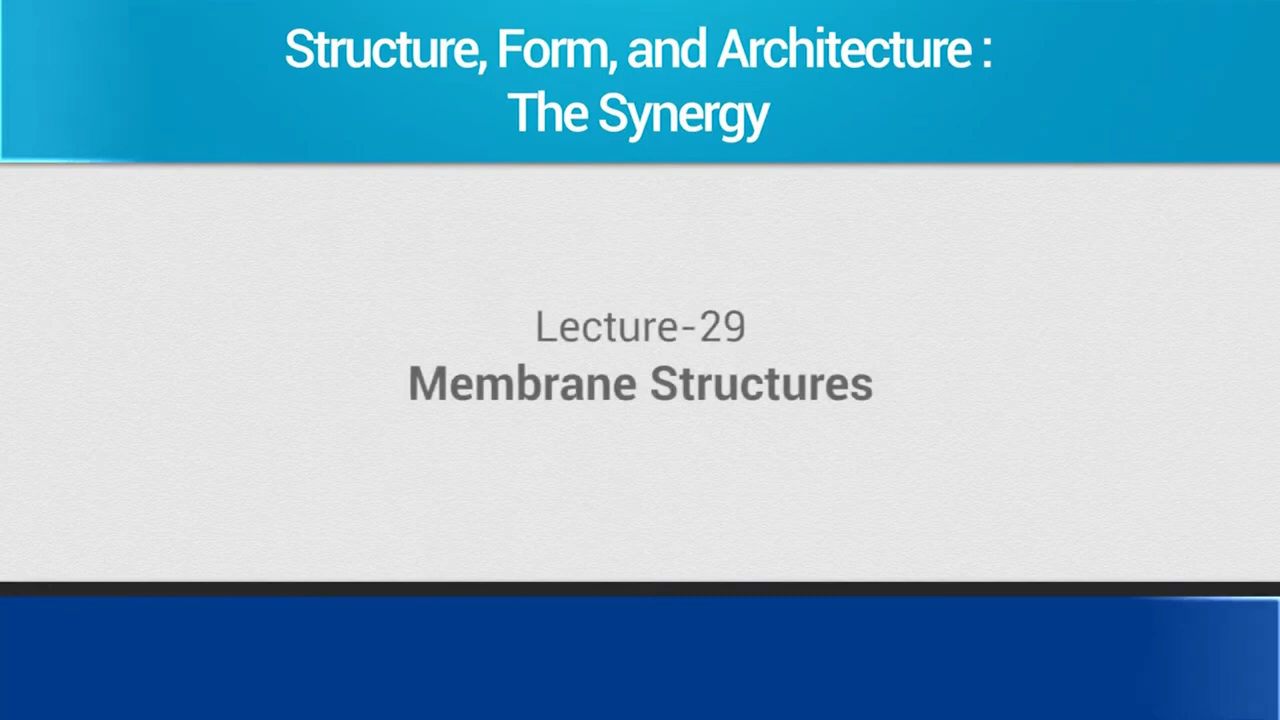 Structure, Form, and Architecture :
The Synergy
Lecture-29
Membrane Structures